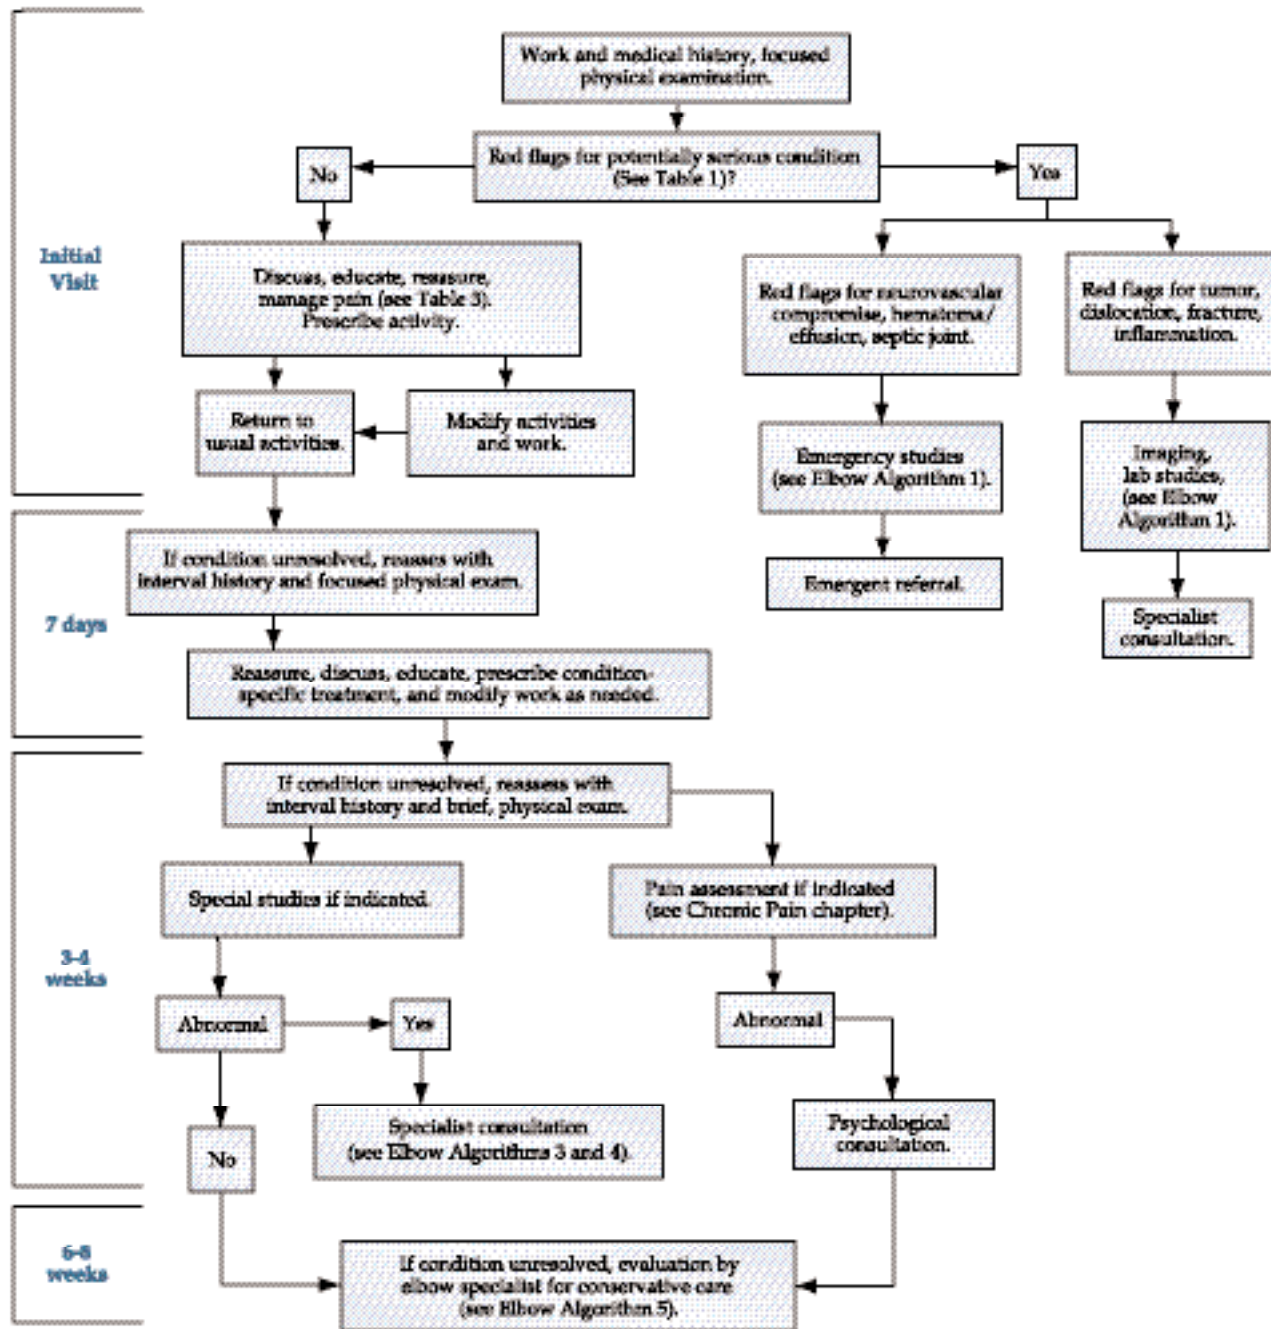 Work and medical history, focused
physical examination.
Red flags for potentially serious condition
(See Table 1)?
No
Yes
Initial
Visit
Discuss, educate, reassure,
manage pain (see Table 3).
Prescribe activity.
Red flags for neurovascular
compromise, hematoma/
effusion, septic joint.
Red flags for tumor,
dislocation, fracture,
inflammation.
Return to
usual activities.
Modify activities
and work.
Emergency studies
(see Elbow Algorithm 1).
Imaging,
lab studies,
(see Elbow
Algorithm 1).
Emergent referral.
Specialist
consultation.
7 days
If condition unresolved, reasses with
interval history and focused physical exam.
Reassure, discuss, educate, prescribe condition-
specific treatment, and modify work as needed.
3-4
weeks
If condition unresolved, reassess with
interval history and brief, physical exam.
Special studies if indicated.
Pain assessment if indicated
(see Chronic Pain chapter).
Abnormal
Yes
Abnormal
No
Specialist consultation
(see Elbow Algorithms 3 and 4).
Psychological
consultation.
6-8
weeks
If condition unresolved, evaluation by
elbow specialist for conservative care
(see Elbow Algorithm 5).